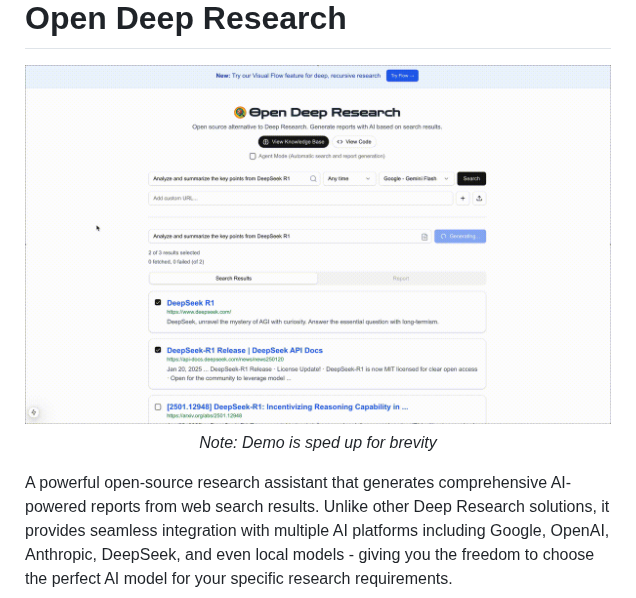 Open Deep Research
New: Try our Visual Flow feature for deep, recursive research Try Flow →
Open Deep Research
Open source alternative to Deep Research. Generate reports with AI based on search results.
View Knowledge Base <> View Code
Agent Mode (Automatic search and report generation)
Analyze and summarize the key points from DeepSeek R1 Any time Google - Gemini Flash Search
Add custom URL... +
Analyze and summarize the key points from DeepSeek R1 Generating...
2 of 3 results selected
0 fetched, 0 failed (of 2)
Search Results Report
DeepSeek R1
https://www.deepseek.com/
DeepSeek, unravel the mystery of AGI with curiosity. Answer the essential question with long-termism.
DeepSeek-R1 Release | DeepSeek API Docs
https://api-docs.deepseek.com/news/news250120
Jan 20, 2025 ... DeepSeek-R1 Release · License Update! · DeepSeek-R1 is now MIT licensed for clear open access
· Open for the community to leverage model ...
[2501.12948] DeepSeek-R1: Incentivizing Reasoning Capability in ...
https://arxiv.org/abs/2501.12948
Note: Demo is sped up for brevity
A powerful open-source research assistant that generates comprehensive AI-
powered reports from web search results. Unlike other Deep Research solutions, it
provides seamless integration with multiple AI platforms including Google, OpenAI,
Anthropic, DeepSeek, and even local models - giving you the freedom to choose
the perfect AI model for your specific research requirements.